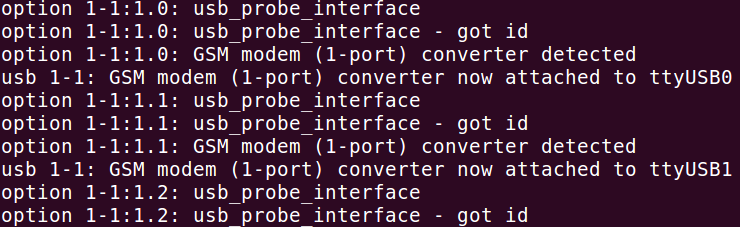 option 1-1:1.0: usb_probe_interface
option 1-1:1.0: usb_probe_interface - got id
option 1-1:1.0: GSM modem (1-port) converter detected
usb 1-1: GSM modem (1-port) converter now attached to ttyUSB0
option 1-1:1.1: usb_probe_interface
option 1-1:1.1: usb_probe_interface - got id
option 1-1:1.1: GSM modem (1-port) converter detected
usb 1-1: GSM modem (1-port) converter now attached to ttyUSB1
option 1-1:1.2: usb_probe_interface
option 1-1:1.2: usb_probe_interface - got id